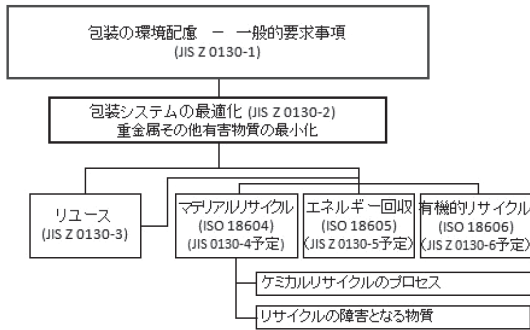 包装の環境配慮 － 一般的要求事項
(JIS Z 0130-1)
包装システムの最適化 (JIS Z 0130-2)
重金属その他有害物質の最小化
リユース
(JIS Z 0130-3)
マテリアルリサイクル
(ISO 18604)
(JIS 0130-4予定)
エネルギー回収
(ISO 18605)
(JIS Z 0130-5予定)
有機的リサイクル
(ISO 18606)
(JIS Z 0130-6予定)
ケミカルリサイクルのプロセス
リサイクルの障害となる物質